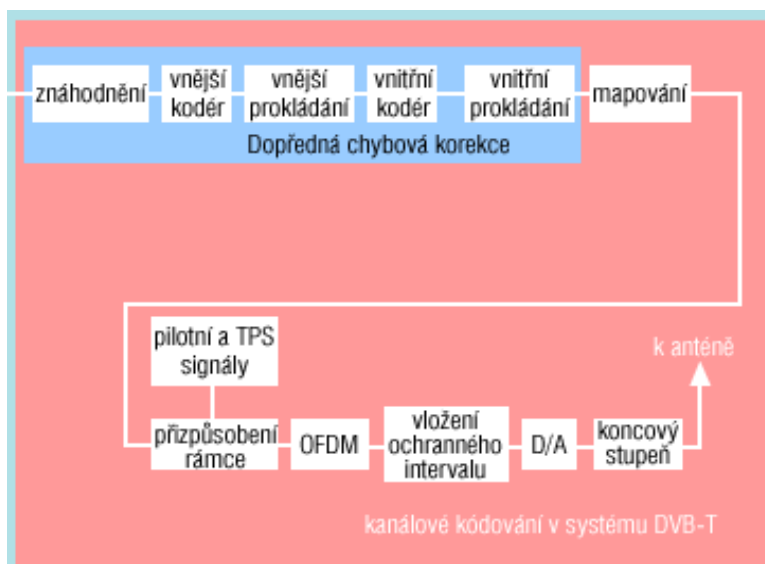 znáhodnění
vnější
kodér
vnější
prokládání
vnitřní
kodér
vnitřní
prokládání
mapování
Dopředná chybová korekce
pilotní a TPS
signály
k anténě
přizpůsobení
rámce
OFDM
vložení
ochranného
intervalu
D/A
koncový
stupeň
kanálové kódování v systému DVB-T